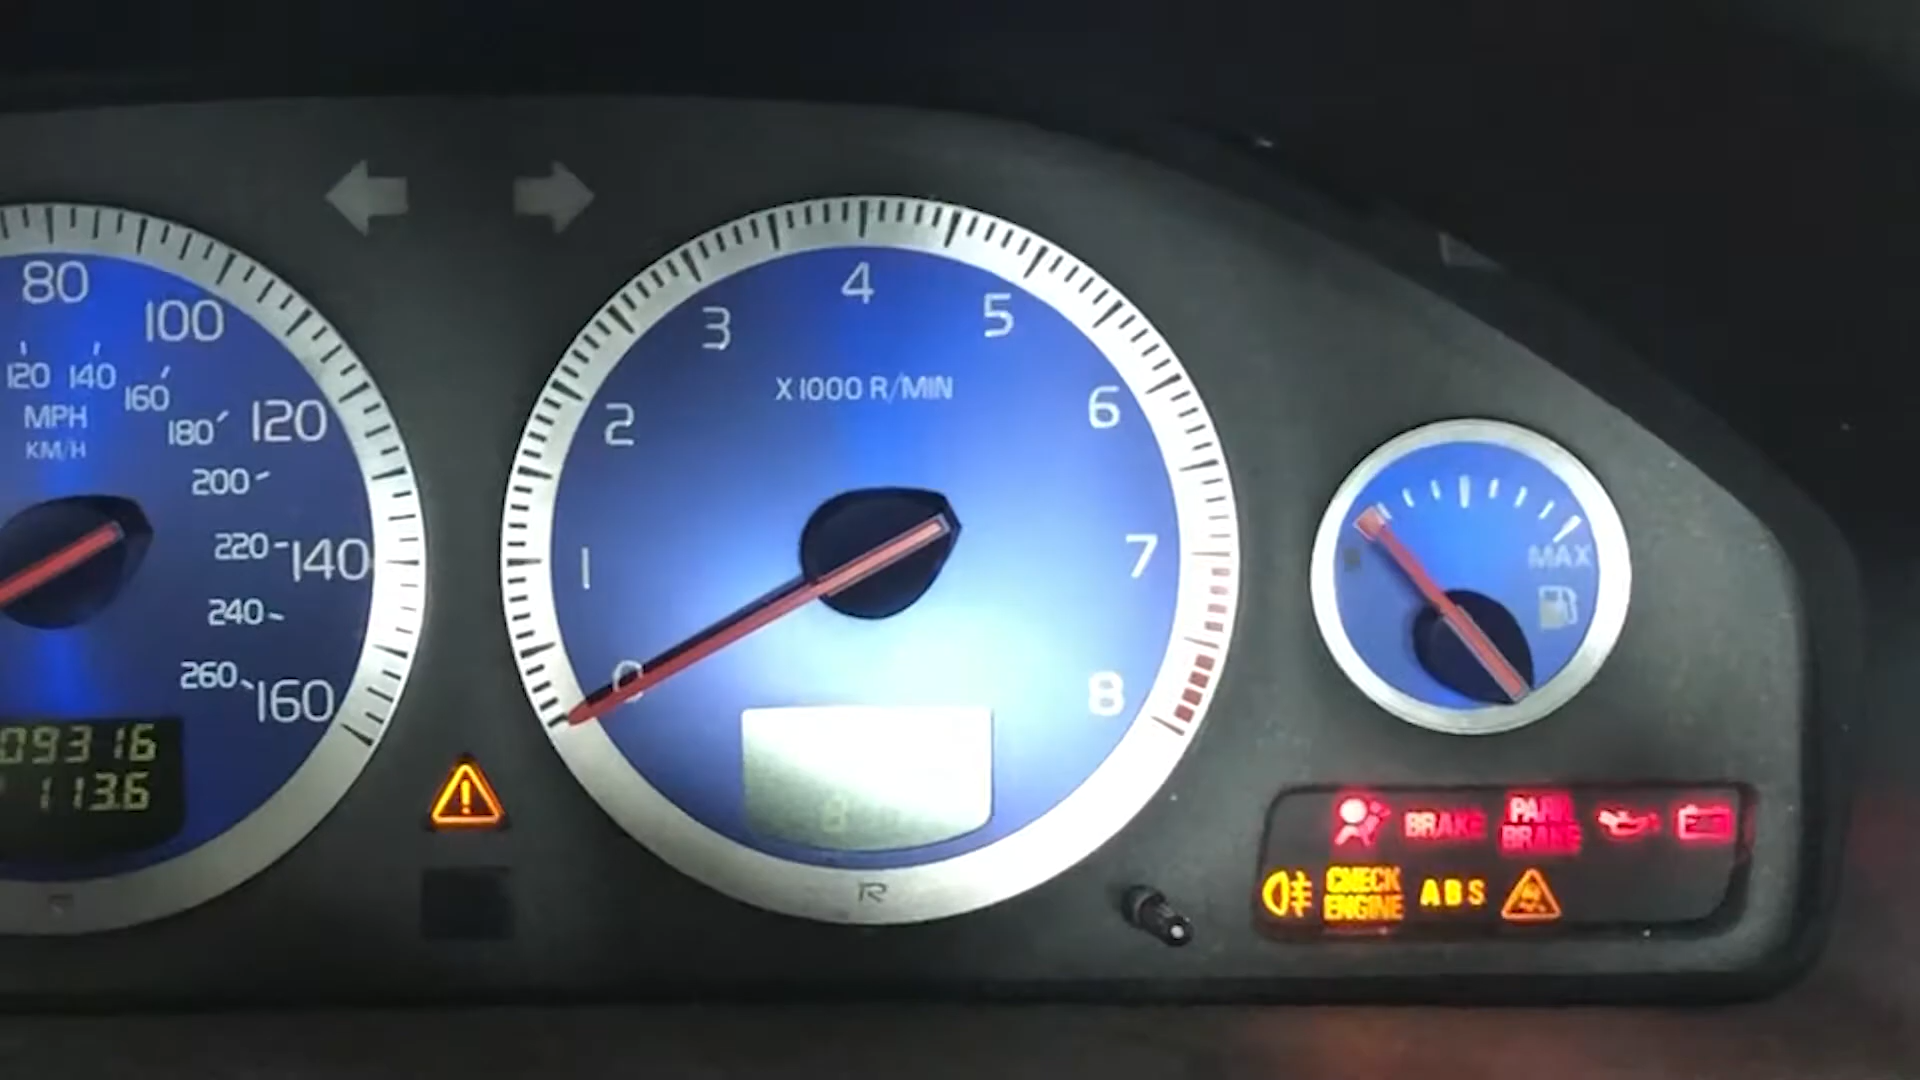 80
100
120 140
160
MPH
KM/H
180
120
200
220
140
240
260
160
09316
113.6
4
3
5
X1000 R/MIN
2
6
1
7
0
8
8
R
MAX
BRAKE
PARK
BRAKE
CHECK
ENGINE
ABS